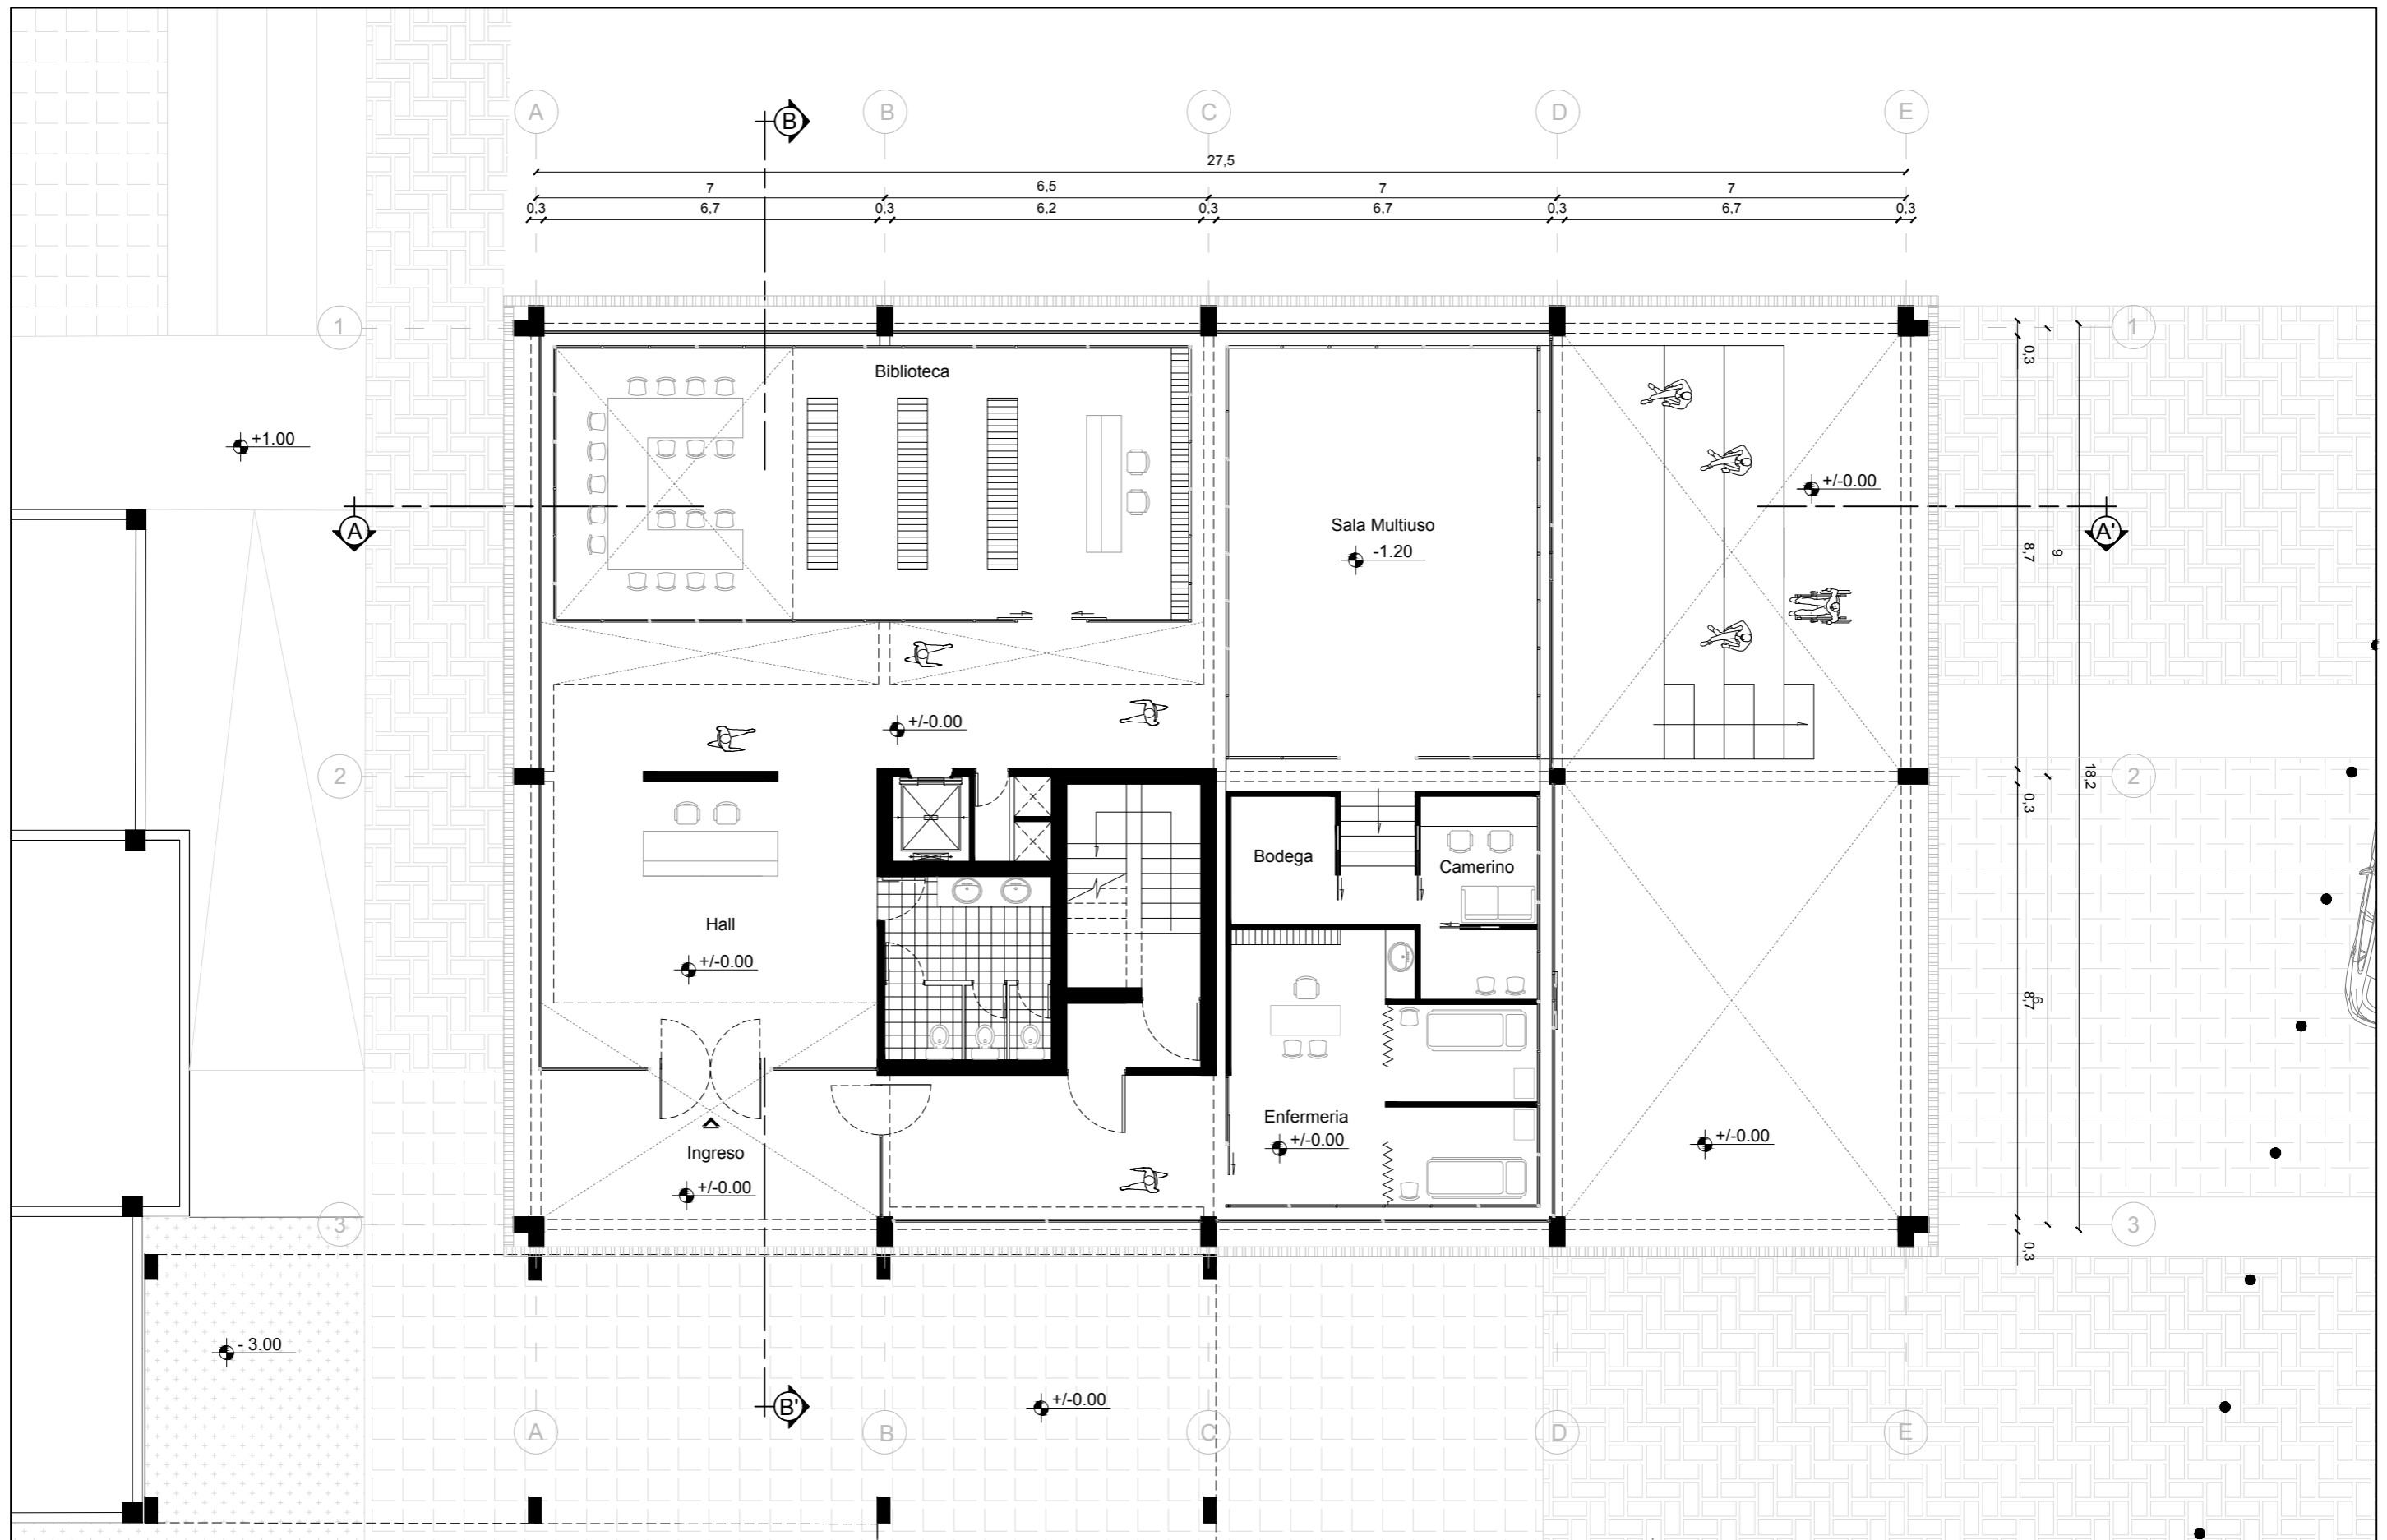 A
B
B
C
D
E
27,5
7
6,5
7
7
0,3
6,7
0,3
6,2
0,3
6,7
0,3
6,7
0,3
1
1
0,3
Biblioteca
+1.00
+/-0.00
A
A'
Sala Multiuso
-1.20
8,7
9
+/-0.00
2
2
18,2
0,3
Bodega
Camerino
Hall
+/-0.00
8,7
9
Enfermeria
+/-0.00
+/-0.00
Ingreso
+/-0.00
3
3
0,3
- 3.00
+/-0.00
B'
A
B
C
D
E